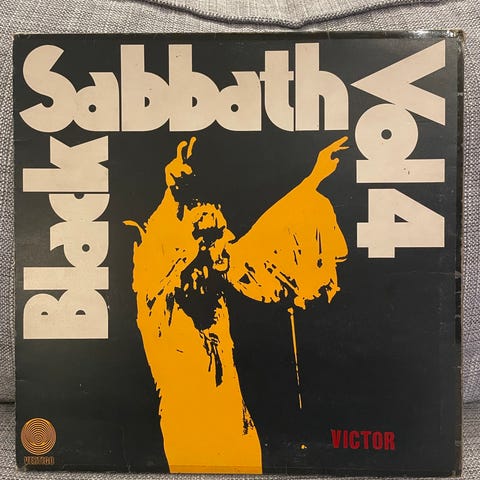 Black
Sabbath
Vol 4
VERTIGO
VICTOR